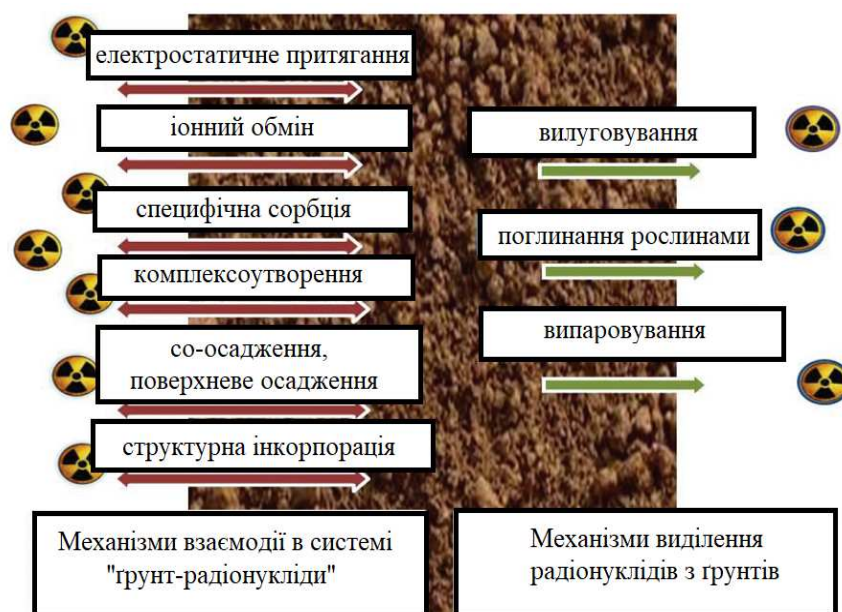 електростатичне притягання
іонний обмін
специфічна сорбція
комплексоутворення
со-осадження,
поверхневе осадження
структурна інкорпорація
Механізми взаємодії в системі
"ґрунт-радіонукліди"
вилуговування
поглинання рослинами
випаровування
Механізми виділення
радіонуклідів з ґрунтів